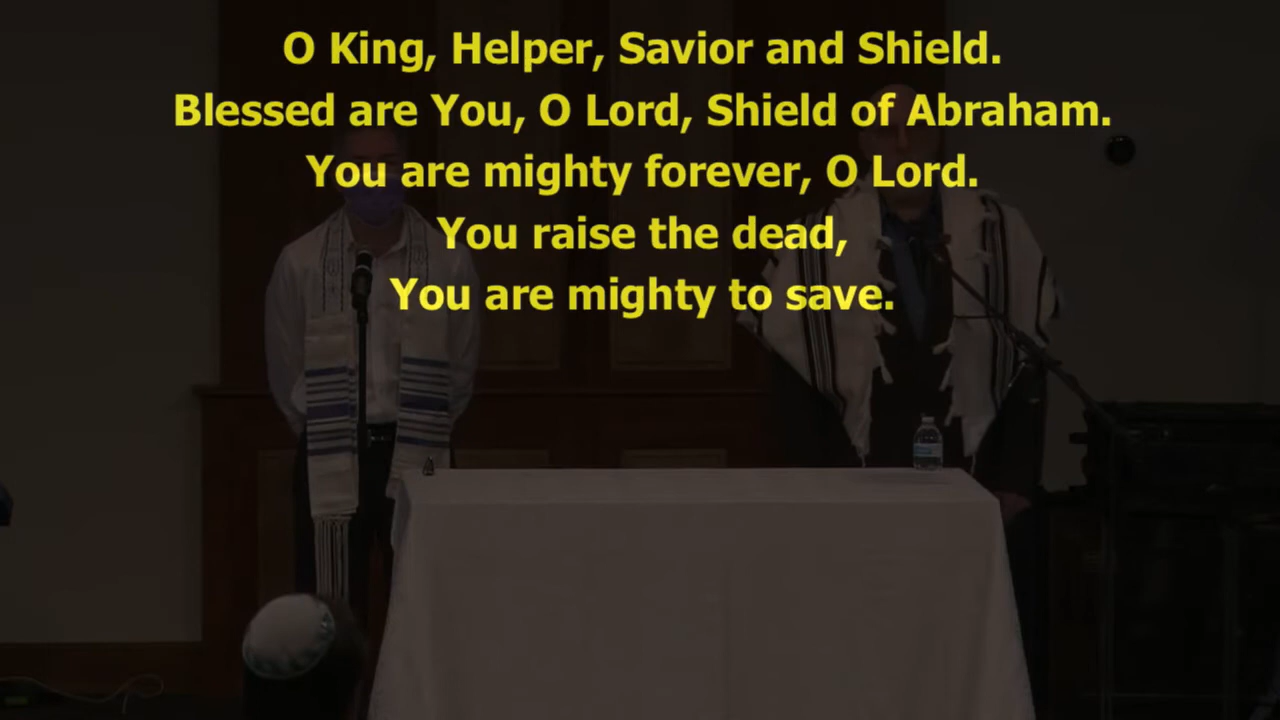 O King, Helper, Savior and Shield.
Blessed are You, O Lord, Shield of Abraham.
You are mighty forever, O Lord.
You raise the dead,
You are mighty to save.